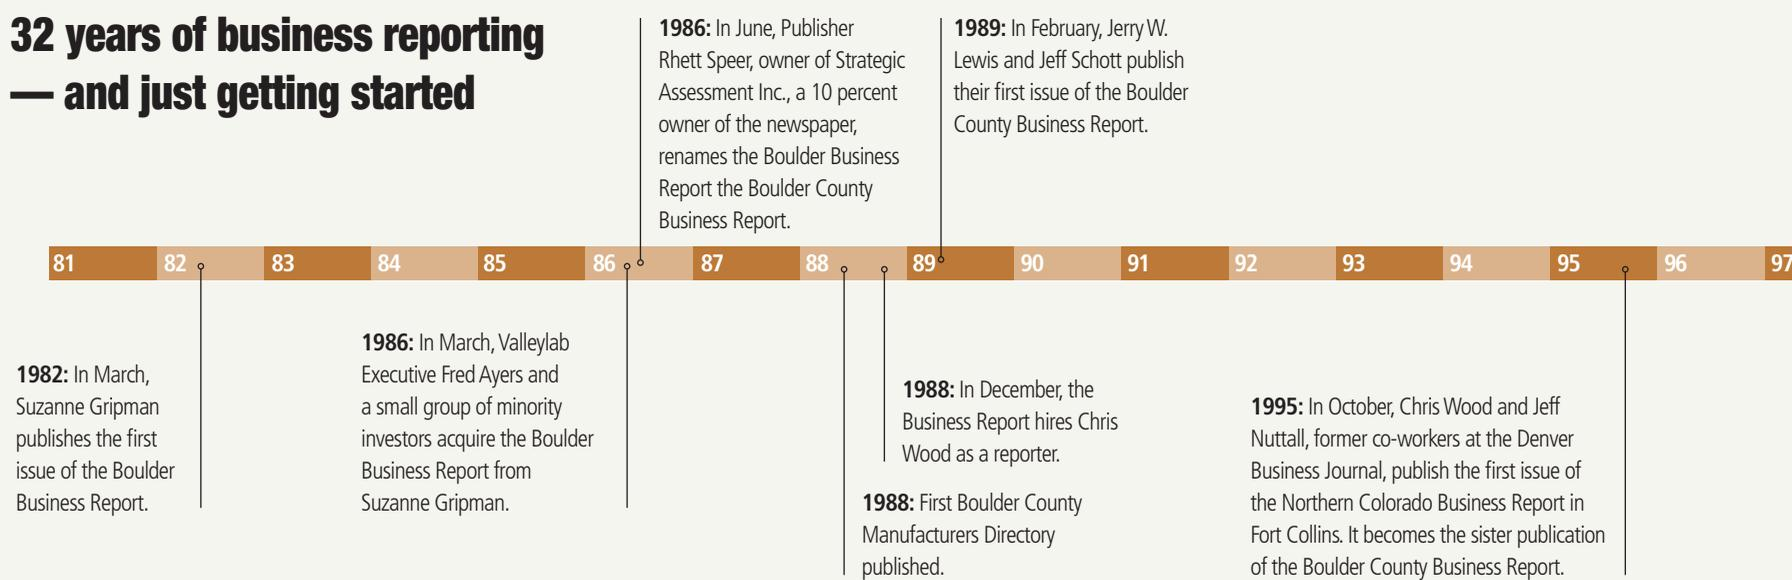 32 years of business reporting
— and just getting started
1986: In June, Publisher
Rhett Speer, owner of Strategic
Assessment Inc., a 10 percent
owner of the newspaper,
renames the Boulder Business
Report the Boulder County
Business Report.
1989: In February, Jerry W.
Lewis and Jeff Schott publish
their first issue of the Boulder
County Business Report.
81 82 83 84 85 86 87 88 89 90 91 92 93 94 95 96 97
1982: In March,
Suzanne Gripman
publishes the first
issue of the Boulder
Business Report.
1986: In March, Valleylab
Executive Fred Ayers and
a small group of minority
investors acquire the Boulder
Business Report from
Suzanne Gripman.
1988: In December, the
Business Report hires Chris
Wood as a reporter.
1988: First Boulder County
Manufacturers Directory
published.
1995: In October, Chris Wood and Jeff
Nuttall, former co-workers at the Denver
Business Journal, publish the first issue of
the Northern Colorado Business Report in
Fort Collins. It becomes the sister publication
of the Boulder County Business Report.